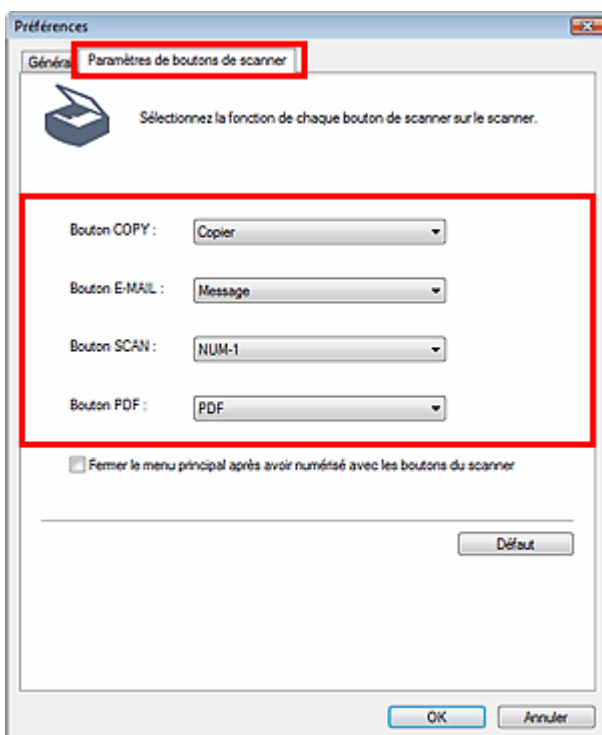 Préférences
Généra Paramètres de boutons de scanner
Sélectionnez la fonction de chaque bouton de scanner sur le scanner.
Bouton COPY : Copier
Bouton E-MAIL : Message
Bouton SCAN : NUM-1
Bouton PDF : PDF
Fermer le menu principal après avoir numérisé avec les boutons du scanner
Défaut
OK Annuler